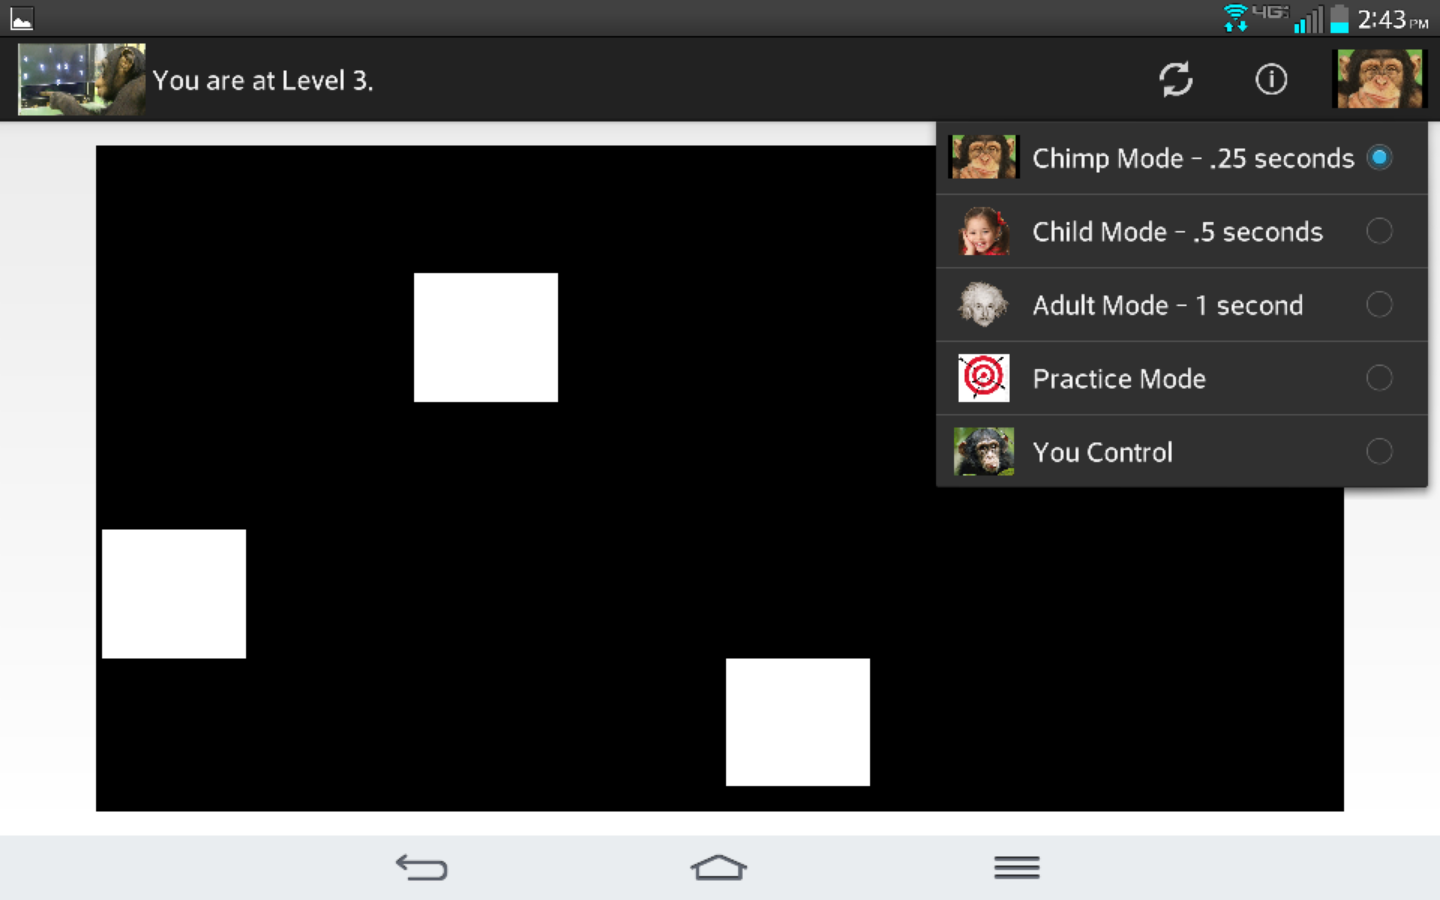 4G
2:43 PM
You are at Level 3.
Chimp Mode - .25 seconds
Child Mode - .5 seconds
Adult Mode - 1 second
Practice Mode
You Control